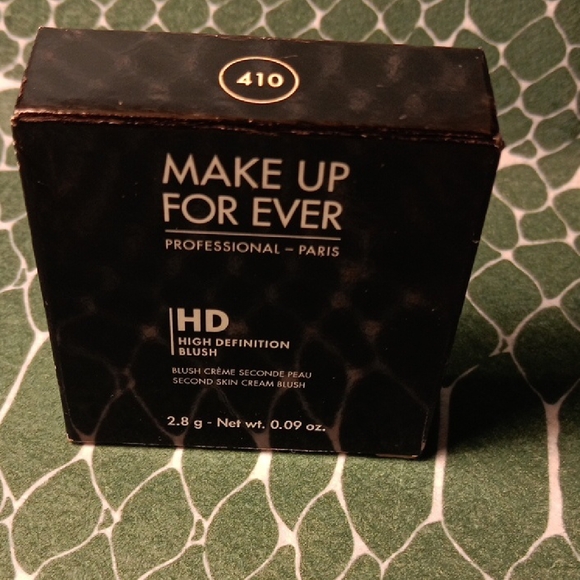 410
MAKE UP
FOR EVER
PROFESSIONAL – PARIS
HD
HIGH DEFINITION
BLUSH
BLUSH CRÈME SECONDE PEAU
SECOND SKIN CREAM BLUSH
2.8 g - Net wt. 0.09 oz.